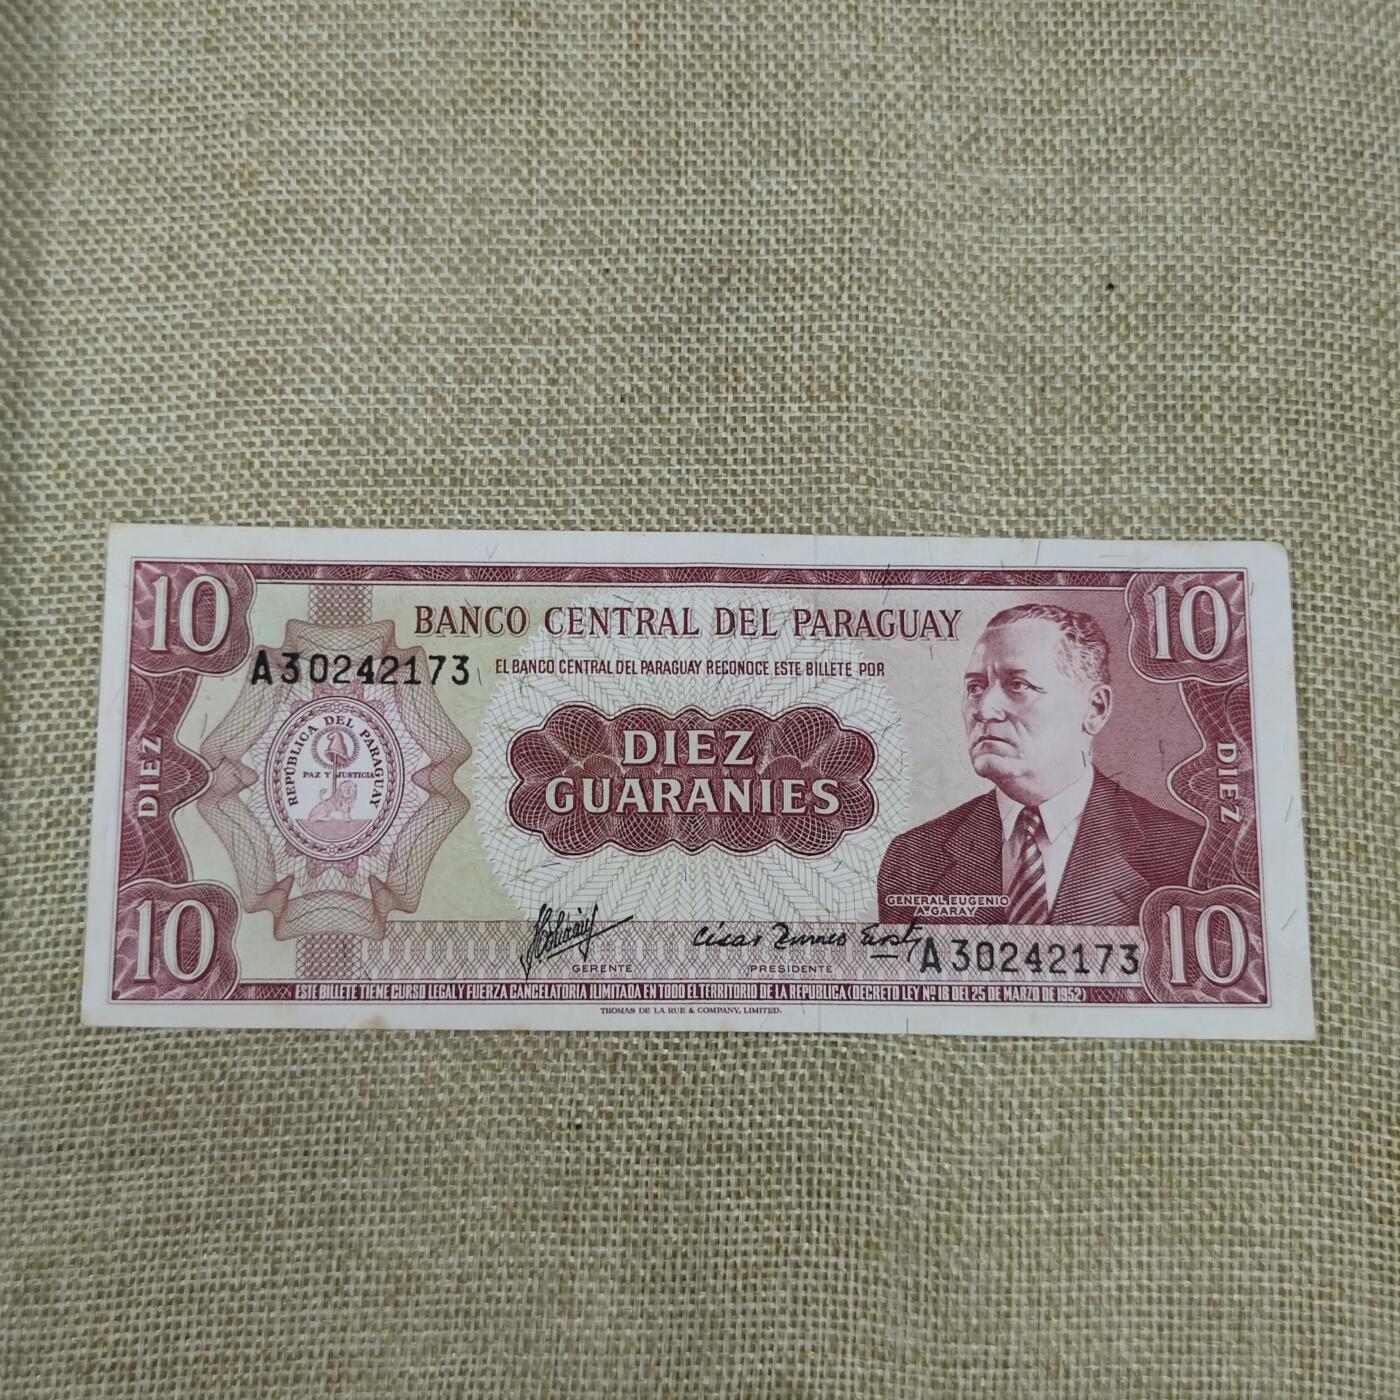 10
10
BANCO CENTRAL DEL PARAGUAY
A30242173
EL BANCO CENTRAL DEL PARAGUAY RECONOCE ESTE BILLETE POR
REPÚBLICA DEL PARAGUAY
PAZ Y JUSTICIA
DIEZ
DIEZ
GUARANIES
DIEZ
GENERAL EUGENIO
A. GARAY
10
10
A30242173
GERENTE
PRESIDENTE
ESTE BILLETE TIENE CURSO LEGAL Y FUERZA CANCELATORIA ILIMITADA EN TODO EL TERRITORIO DE LA REPUBLICA (DECRETO LEY Nº 18 DEL 25 DE MARZO DE 1952)
THOMAS DE LA RUE & COMPANY, LIMITED.